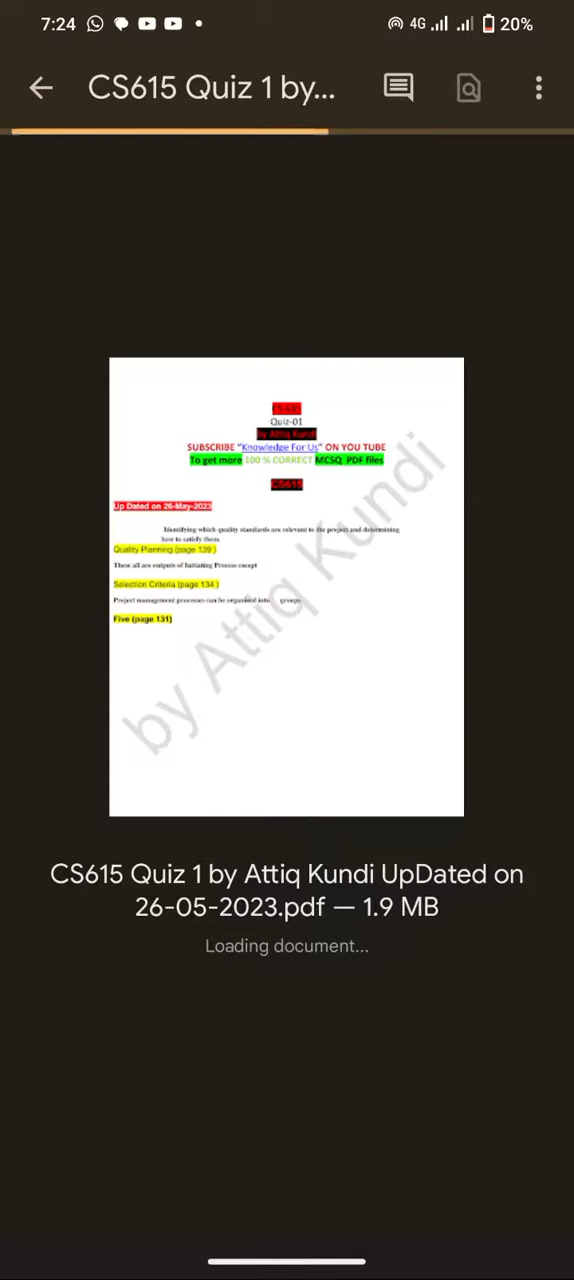 7:24
4G
20%
CS615 Quiz 1 by...
CS-615
Quiz-01
by Attiq Kundi
SUBSCRIBE "Knowledge For Us" ON YOU TUBE
To get more 100 % CORRECT MCSQ PDF files
CS615
Up Dated on 26-May-2023
Identifying which quality standards are relevant to the project and determining
how to satisfy them.
Quality Planning (page 139 )
These all are outputs of Initiating Process except
Selection Criteria (page 134 )
Project management processes can be organized into groups
Five (page 131)
by Attiq Kundi
CS615 Quiz 1 by Attiq Kundi UpDated on
26-05-2023.pdf — 1.9 MB
Loading document...